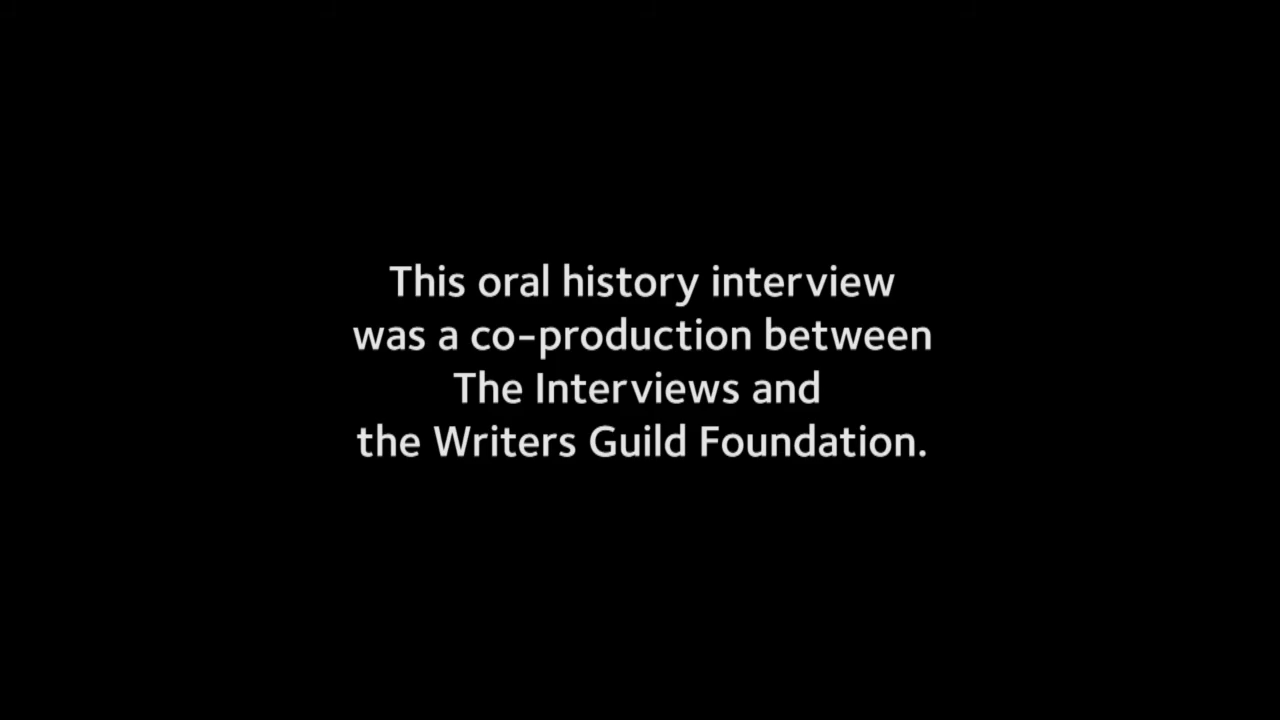 This oral history interview
was a co-production between
The Interviews and
the Writers Guild Foundation.